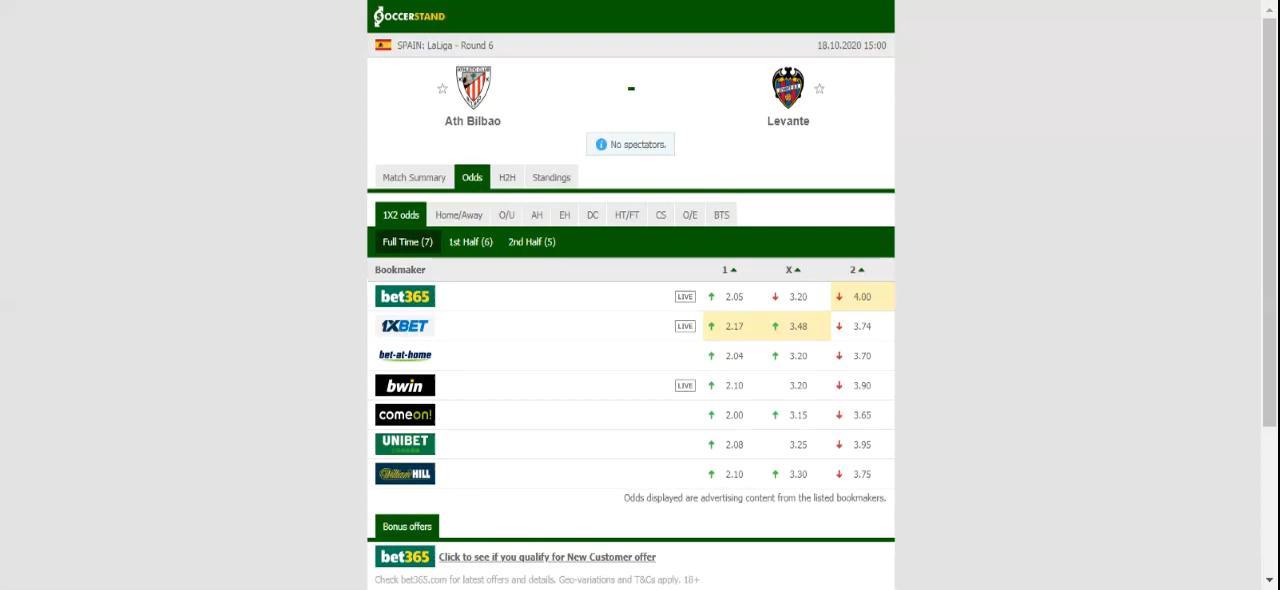 SOCCERSTAND
SPAIN: LaLiga - Round 6 18.10.2020 15:00
-
Ath Bilbao Levante
No spectators.
Match Summary Odds H2H Standings
1X2 odds Home/Away O/U AH EH DC HT/FT CS O/E BTS
Full Time (7) 1st Half (6) 2nd Half (5)
Bookmaker 1 X 2
bet365 LIVE 2.05 3.20 4.00
1XBET LIVE 2.17 3.48 3.74
bet-at-home 2.04 3.20 3.70
bwin LIVE 2.10 3.20 3.90
comeon! 2.00 3.15 3.65
UNIBET 2.08 3.25 3.95
William HILL 2.10 3.30 3.75
Odds displayed are advertising content from the listed bookmakers.
Bonus offers
bet365 Click to see if you qualify for New Customer offer
Check bet365.com for latest offers and details. Geo-variations and T&Cs apply. 18+